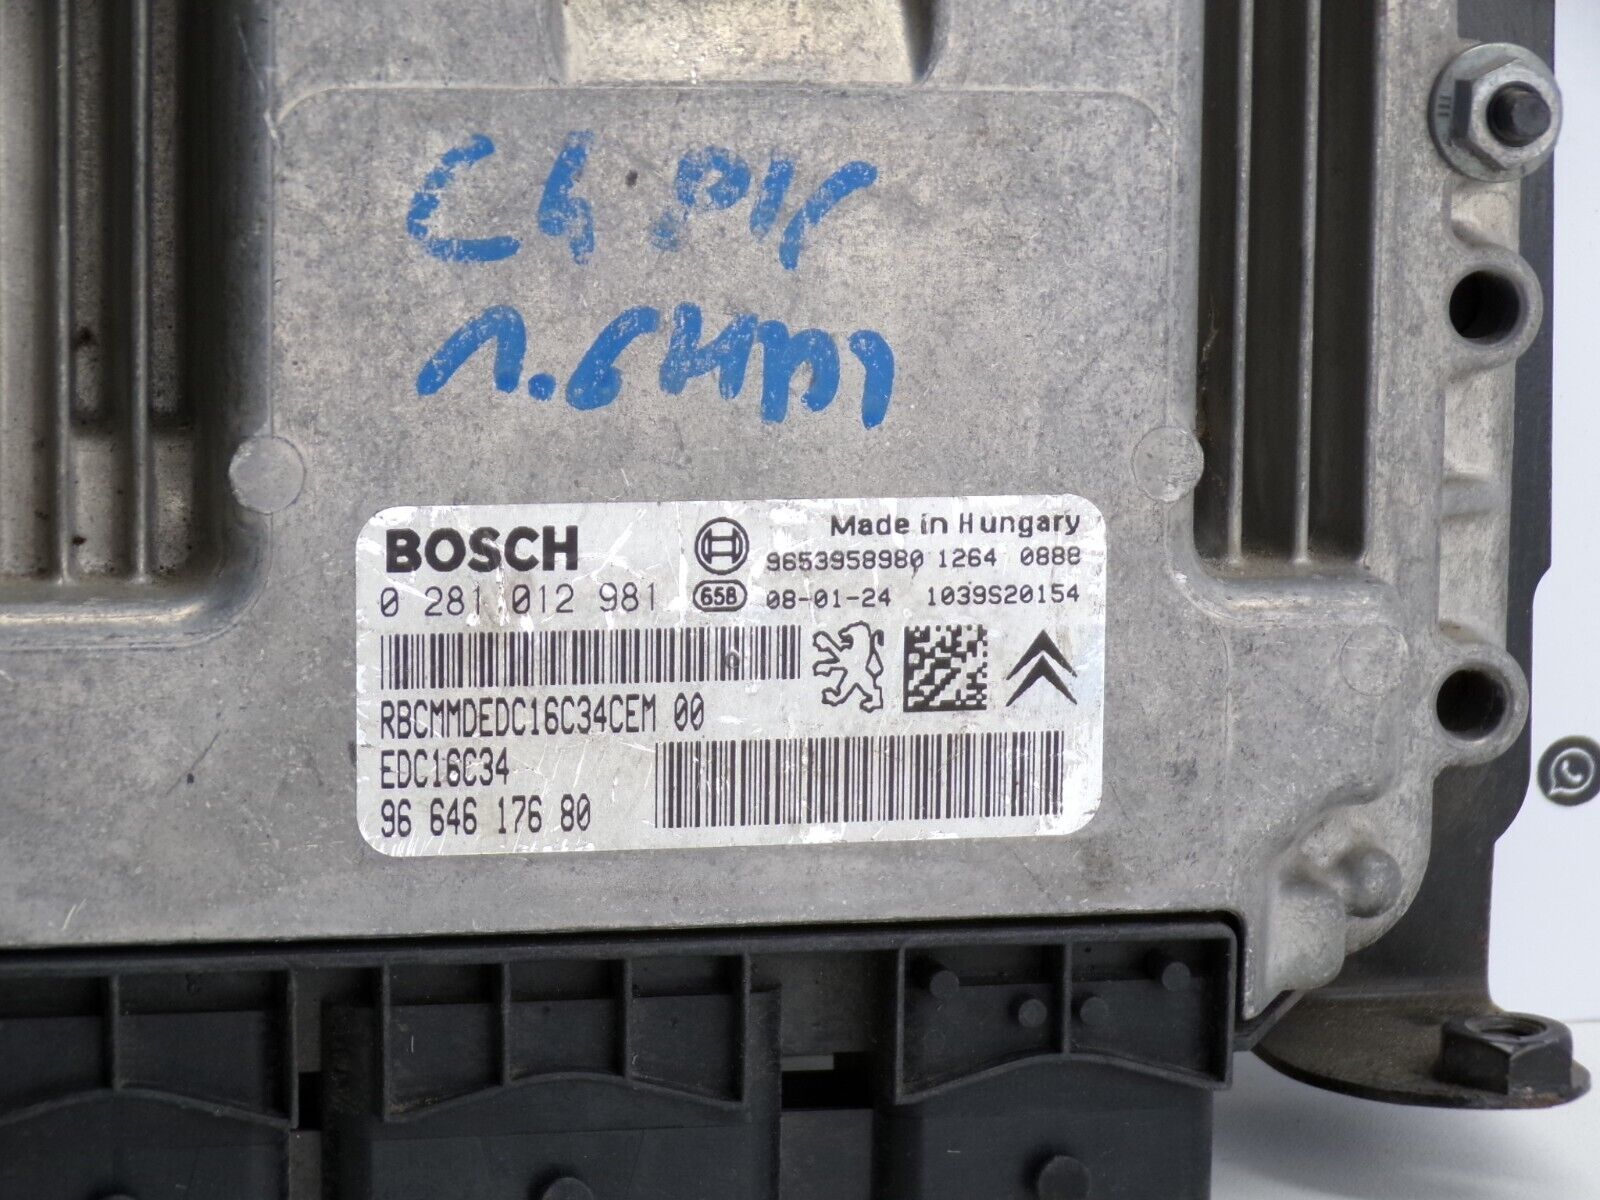 C4 PIC
1.6HDI
BOSCH
Made in Hungary
9653958980 1264 0888
0 281 012 981
658
08-01-24 1039S20154
RBCMMDEDC16C34CEM 00
EDC16C34
96 646 176 80